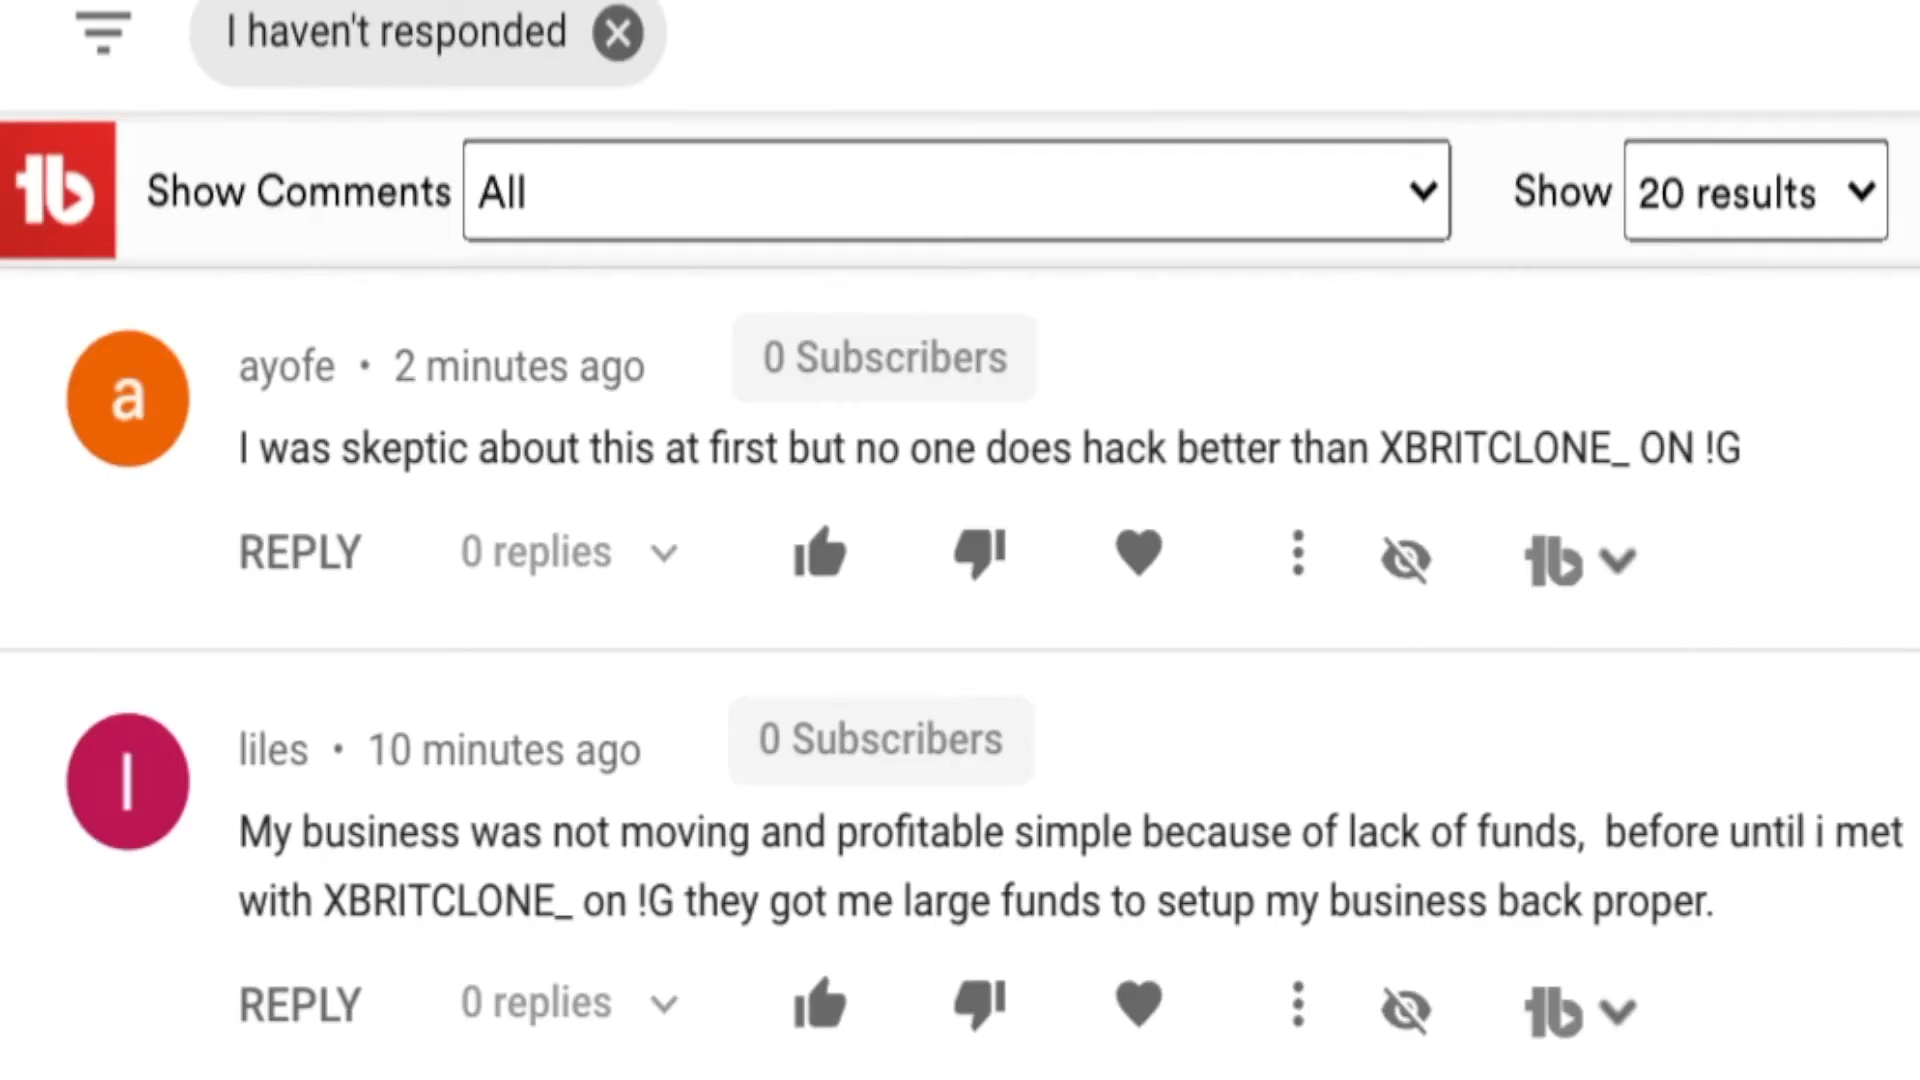 I haven't responded
Show Comments All Show 20 results
a ayofe • 2 minutes ago 0 Subscribers
I was skeptic about this at first but no one does hack better than XBRITCLONE_ ON !G
REPLY 0 replies
l liles • 10 minutes ago 0 Subscribers
My business was not moving and profitable simple because of lack of funds,  before until i met
with XBRITCLONE_ on !G they got me large funds to setup my business back proper.
REPLY 0 replies